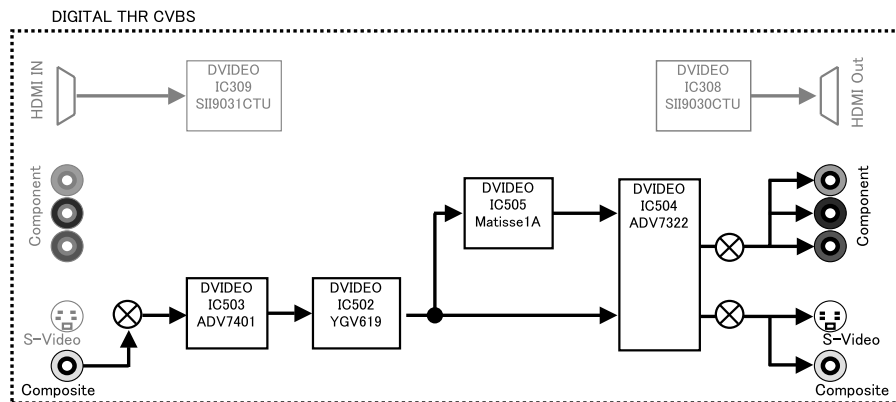 DIGITAL THR CVBS
HDMI IN
DVIDEO
IC309
SII9031CTU
DVIDEO
IC308
SII9030CTU
HDMI Out
Component
DVIDEO
IC505
Matisse1A
DVIDEO
IC504
ADV7322
Component
DVIDEO
IC503
ADV7401
DVIDEO
IC502
YGV619
S-Video
S-Video
Composite
Composite